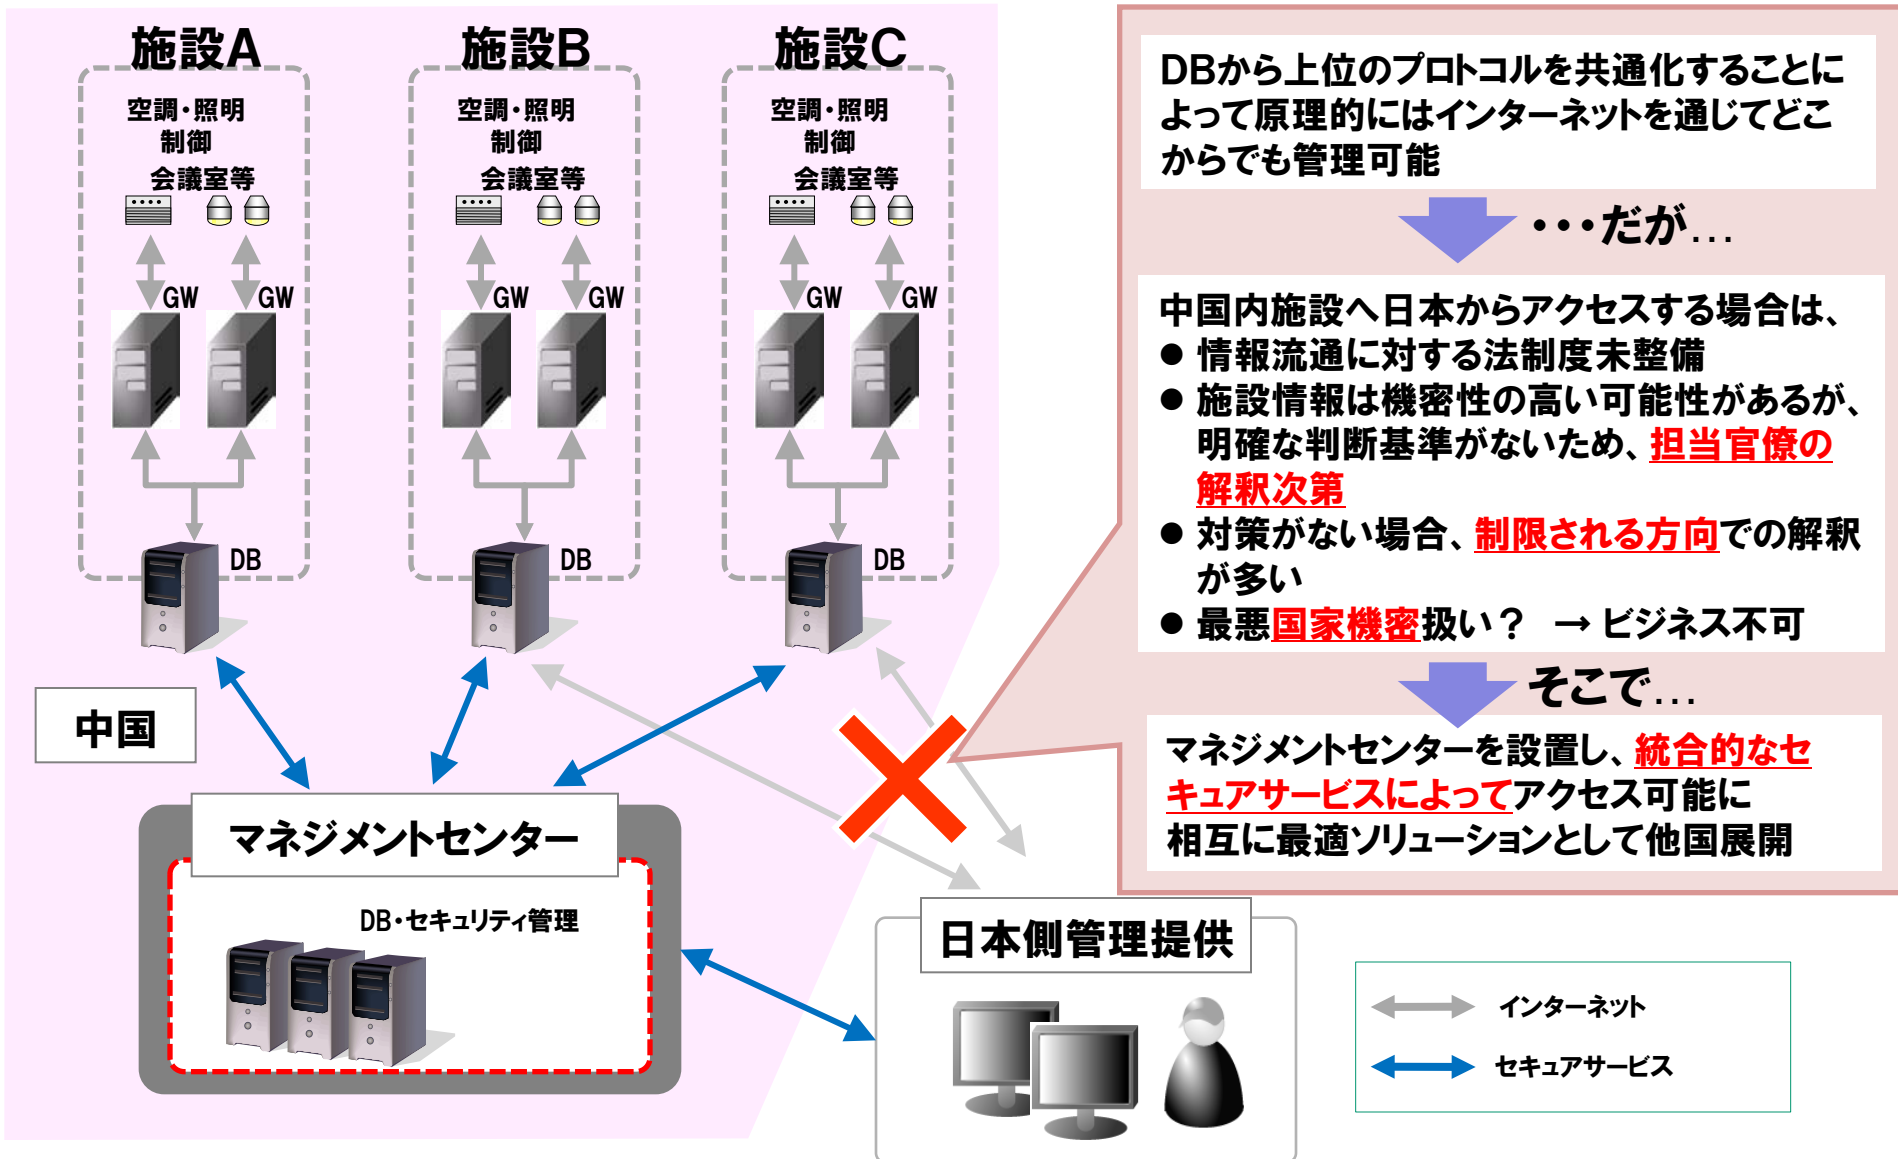 施設A
空調・照明
制御
会議室等
GW
GW
DB
施設B
空調・照明
制御
会議室等
GW
GW
DB
施設C
空調・照明
制御
会議室等
GW
GW
DB
中国
マネジメントセンター
DB・セキュリティ管理
日本側管理提供
DBから上位のプロトコルを共通化することに
よって原理的にはインターネットを通じてどこ
からでも管理可能
・・・だが…
中国内施設へ日本からアクセスする場合は、
● 情報流通に対する法制度未整備
● 施設情報は機密性の高い可能性があるが、
明確な判断基準がないため、担当官僚の
解釈次第
● 対策がない場合、制限される方向での解釈
が多い
● 最悪国家機密扱い？ → ビジネス不可
そこで…
マネジメントセンターを設置し、統合的なセ
キュアサービスによってアクセス可能に
相互に最適ソリューションとして他国展開
インターネット
セキュアサービス